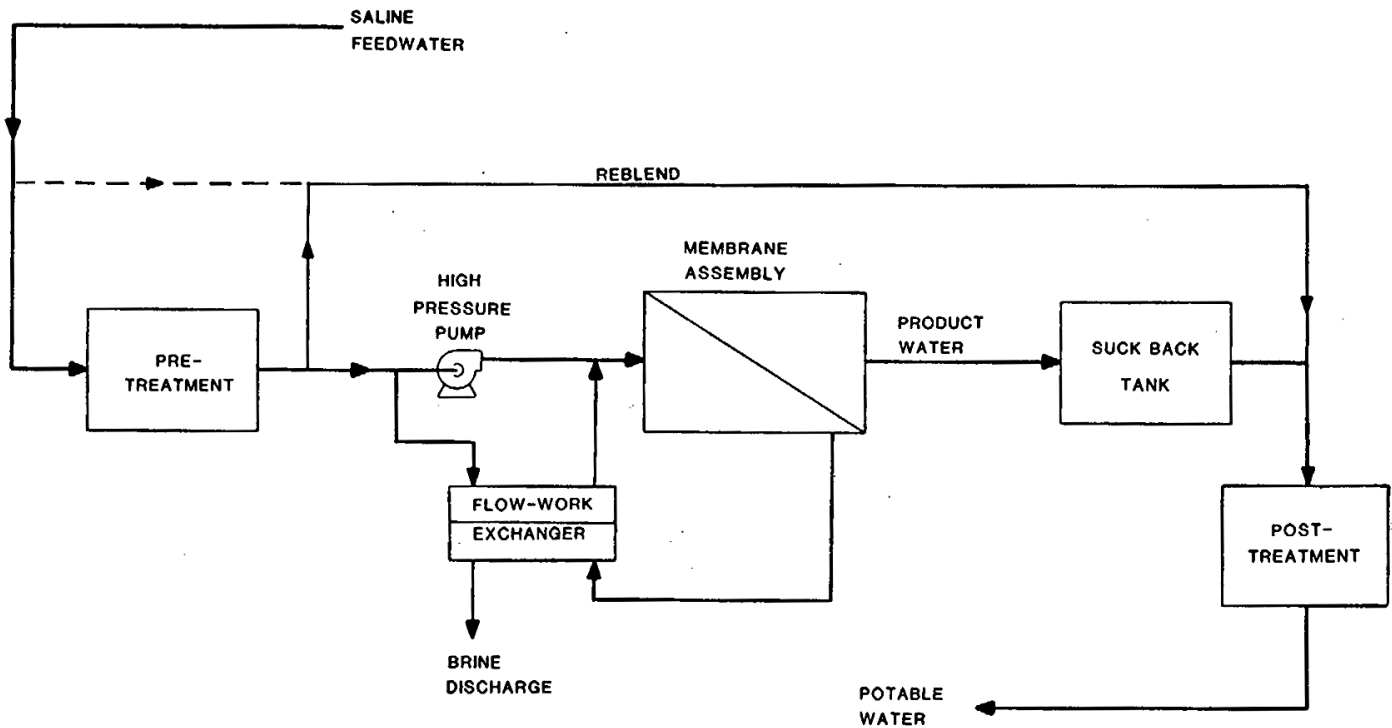 SALINE
FEEDWATER
REBLEND
MEMBRANE
ASSEMBLY
HIGH
PRESSURE
PUMP
PRODUCT
WATER
PRE-
TREATMENT
SUCK BACK
TANK
FLOW-WORK
EXCHANGER
POST-
TREATMENT
BRINE
DISCHARGE
POTABLE
WATER